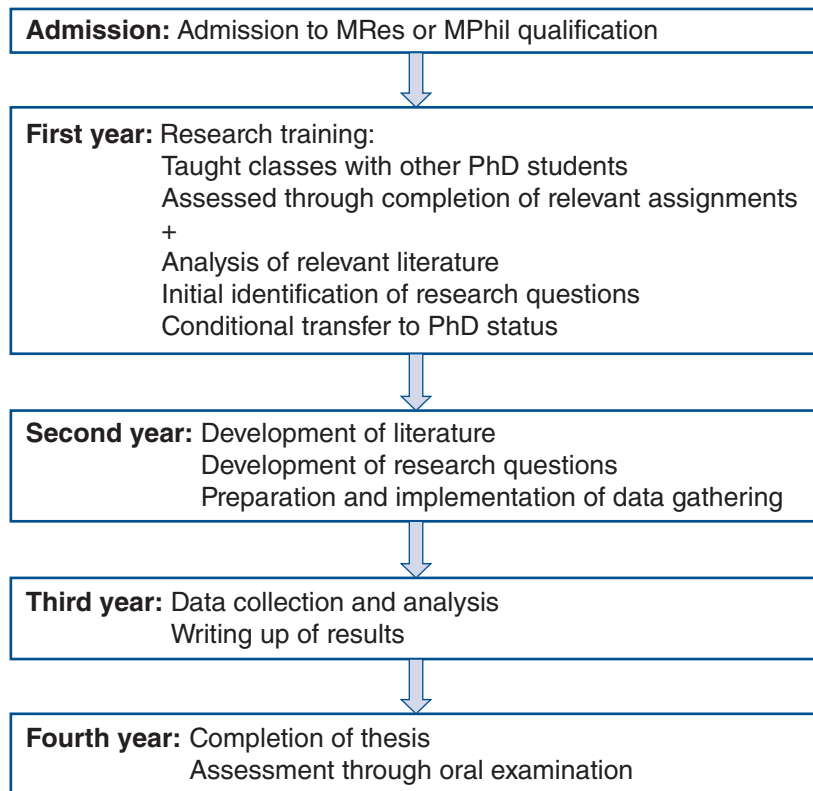 Admission: Admission to MRes or MPhil qualification
First year: Research training:
Taught classes with other PhD students
Assessed through completion of relevant assignments
+
Analysis of relevant literature
Initial identification of research questions
Conditional transfer to PhD status
Second year: Development of literature
Development of research questions
Preparation and implementation of data gathering
Third year: Data collection and analysis
Writing up of results
Fourth year: Completion of thesis
Assessment through oral examination